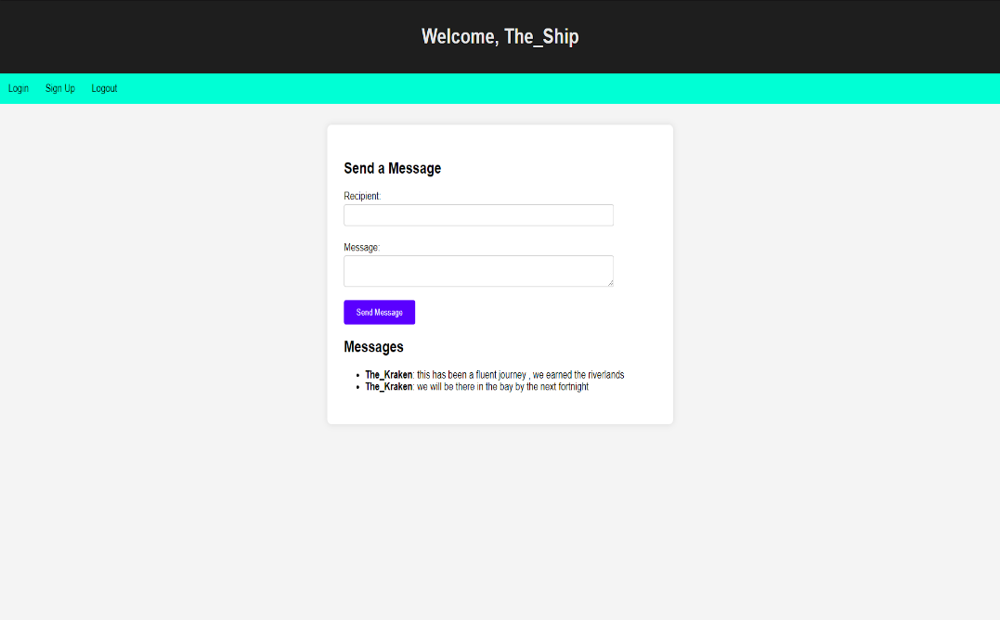 Welcome, The_Ship
Login Sign Up Logout
Send a Message
Recipient:
Message:
Send Message
Messages
The_Kraken: this has been a fluent journey , we earned the riverlands
The_Kraken: we will be there in the bay by the next fortnight